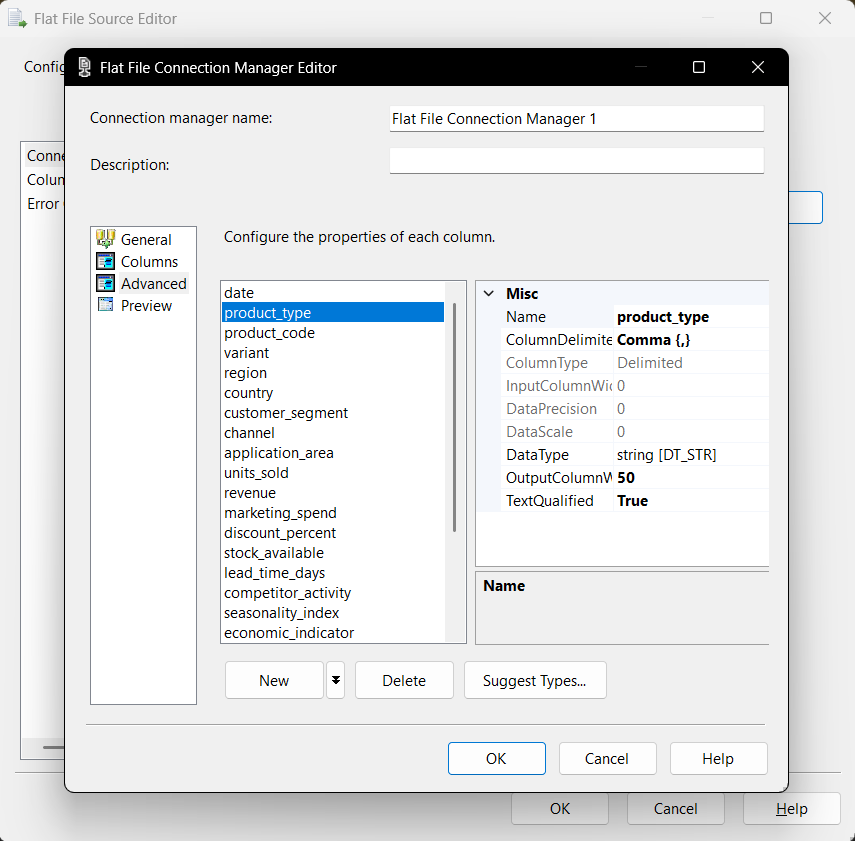 Flat File Source Editor
Config
Flat File Connection Manager Editor
Connection manager name:
Flat File Connection Manager 1
Description:
Conne
Colum
Error
General
Columns
Advanced
Preview
Configure the properties of each column.
date
product_type
product_code
variant
region
country
customer_segment
channel
application_area
units_sold
revenue
marketing_spend
discount_percent
stock_available
lead_time_days
competitor_activity
seasonality_index
economic_indicator
Misc
Name product_type
ColumnDelimite Comma {,}
ColumnType Delimited
InputColumnWi 0
DataPrecision 0
DataScale 0
DataType string [DT_STR]
OutputColumnW 50
TextQualified True
Name
New
Delete
Suggest Types...
OK
Cancel
Help
OK
Cancel
Help